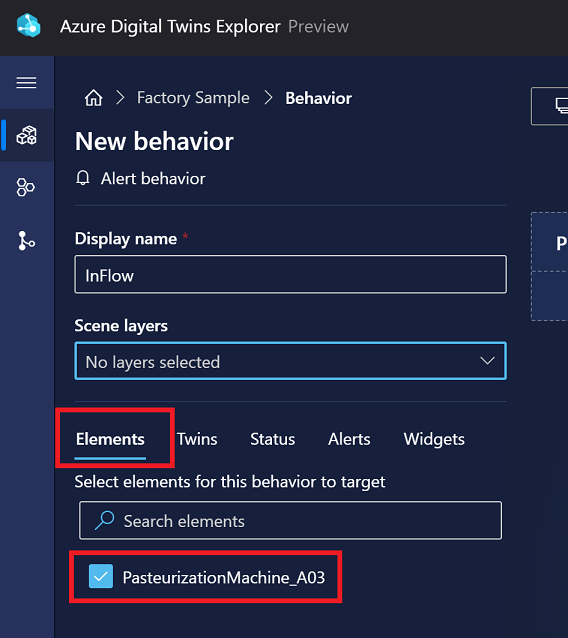 Azure Digital Twins Explorer Preview
Factory Sample Behavior
New behavior
Alert behavior
Display name *
InFlow
Scene layers
No layers selected
Elements Twins Status Alerts Widgets
Select elements for this behavior to target
Search elements
PasteurizationMachine_A03